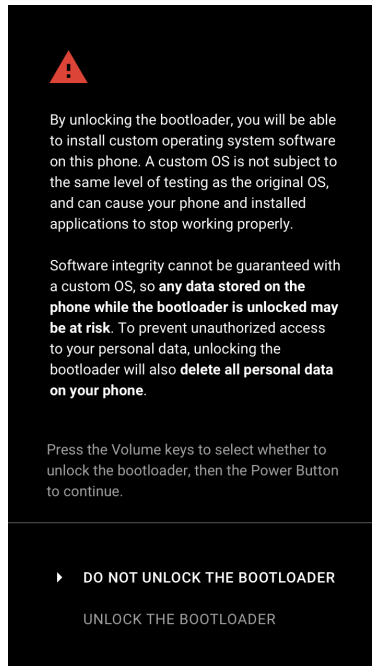 By unlocking the bootloader, you will be able
to install custom operating system software
on this phone. A custom OS is not subject to
the same level of testing as the original OS,
and can cause your phone and installed
applications to stop working properly.
Software integrity cannot be guaranteed with
a custom OS, so any data stored on the
phone while the bootloader is unlocked may
be at risk. To prevent unauthorized access
to your personal data, unlocking the
bootloader will also delete all personal data
on your phone.
Press the Volume keys to select whether to
unlock the bootloader, then the Power Button
to continue.
DO NOT UNLOCK THE BOOTLOADER
UNLOCK THE BOOTLOADER